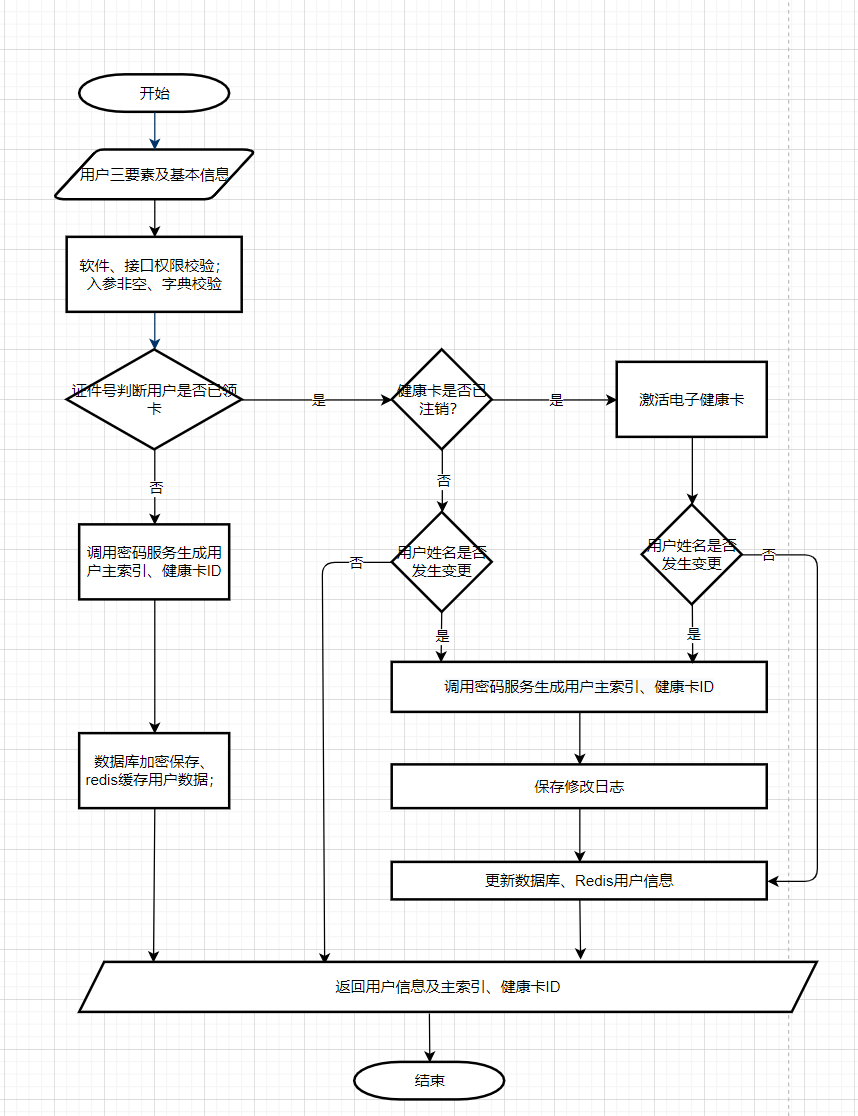 开始
用户三要素及基本信息
软件、接口权限校验；
入参非空、字典校验
证件号判断用户是否已领
卡
是
健康卡是否已
注销？
是
激活电子健康卡
否
否
调用密码服务生成用
户主索引、健康卡ID
否
用户姓名是否
发生变更
用户姓名是否
发生变更
否
是
是
调用密码服务生成用户主索引、健康卡ID
数据库加密保存、
redis缓存用户数据；
保存修改日志
更新数据库、Redis用户信息
返回用户信息及主索引、健康卡ID
结束